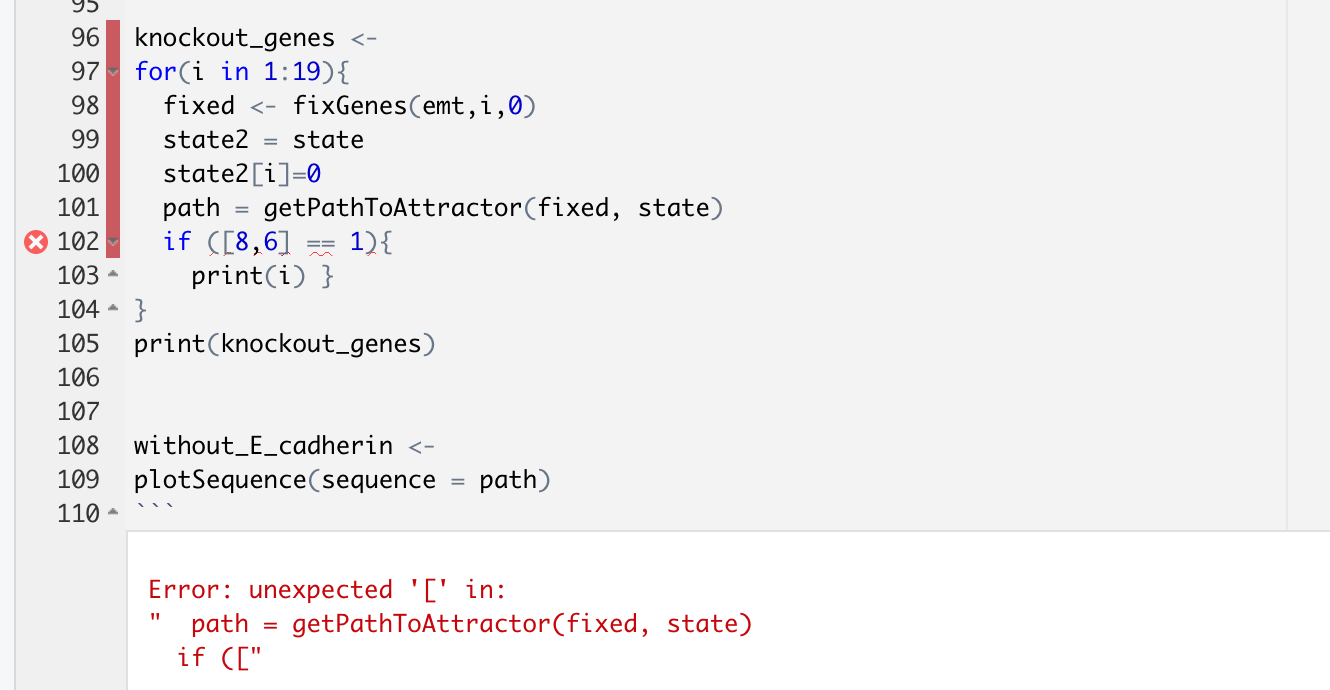 95
96 knockout_genes <-
97 for(i in 1:19){
98   fixed <- fixGenes(emt,i,0)
99   state2 = state
100   state2[i]=0
101   path = getPathToAttractor(fixed, state)
102   if ([8,6] == 1){
103     print(i) }
104 }
105 print(knockout_genes)
106
107
108 without_E_cadherin <-
109 plotSequence(sequence = path)
110 ```
Error: unexpected '[' in:
"  path = getPathToAttractor(fixed, state)
  if (["